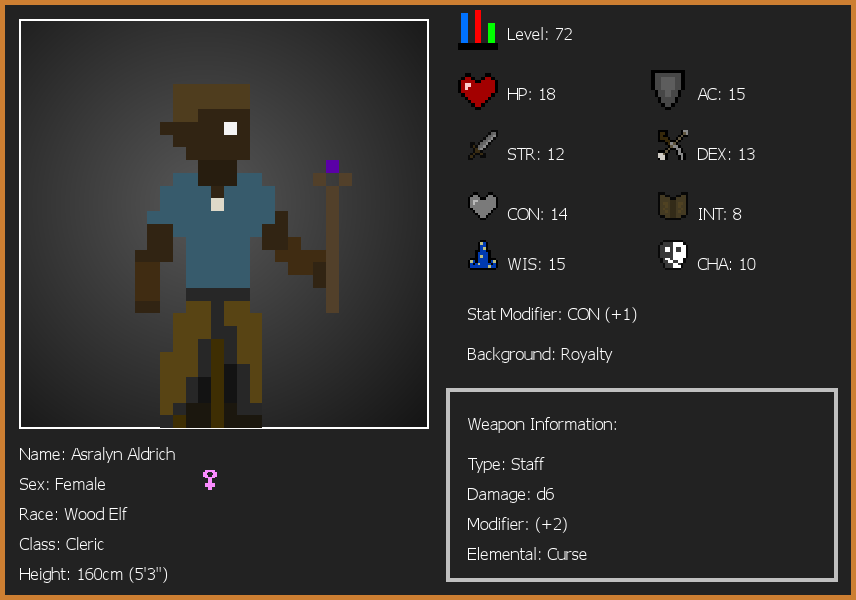 Level: 72
HP: 18
AC: 15
STR: 12
DEX: 13
CON: 14
INT: 8
WIS: 15
CHA: 10
Stat Modifier: CON (+1)
Background: Royalty
Weapon Information:
Type: Staff
Damage: d6
Modifier: (+2)
Elemental: Curse
Name: Asralyn Aldrich
Sex: Female
Race: Wood Elf
Class: Cleric
Height: 160cm (5'3")